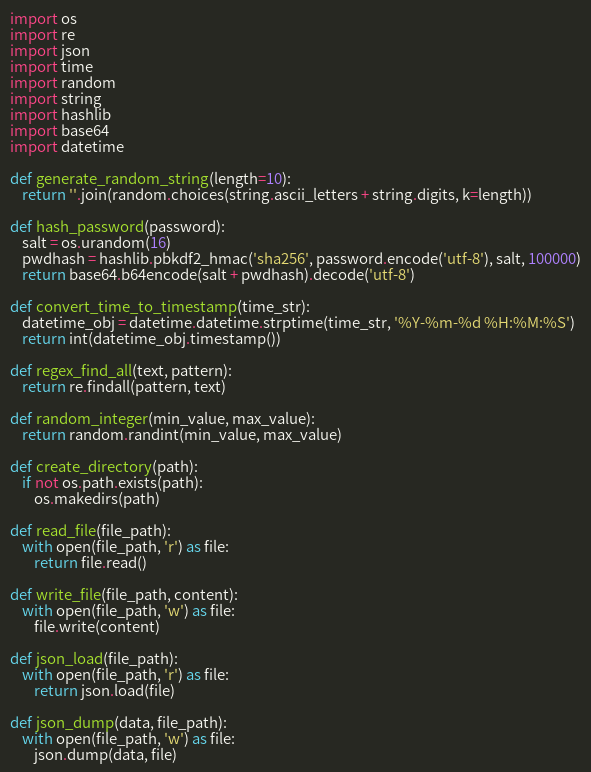 import os
import re
import json
import time
import random
import string
import hashlib
import base64
import datetime

def generate_random_string(length=10):
    return ''.join(random.choices(string.ascii_letters + string.digits, k=length))

def hash_password(password):
    salt = os.urandom(16)
    pwdhash = hashlib.pbkdf2_hmac('sha256', password.encode('utf-8'), salt, 100000)
    return base64.b64encode(salt + pwdhash).decode('utf-8')

def convert_time_to_timestamp(time_str):
    datetime_obj = datetime.datetime.strptime(time_str, '%Y-%m-%d %H:%M:%S')
    return int(datetime_obj.timestamp())

def regex_find_all(text, pattern):
    return re.findall(pattern, text)

def random_integer(min_value, max_value):
    return random.randint(min_value, max_value)

def create_directory(path):
    if not os.path.exists(path):
        os.makedirs(path)

def read_file(file_path):
    with open(file_path, 'r') as file:
        return file.read()

def write_file(file_path, content):
    with open(file_path, 'w') as file:
        file.write(content)

def json_load(file_path):
    with open(file_path, 'r') as file:
        return json.load(file)

def json_dump(data, file_path):
    with open(file_path, 'w') as file:
        json.dump(data, file)